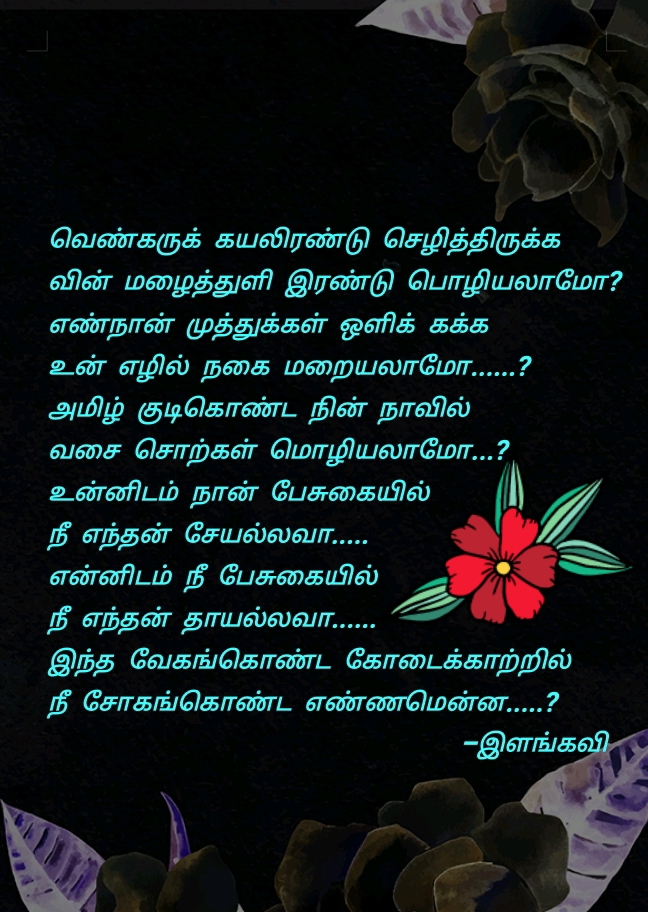 வெண்கருக் கயலிரண்டு செழித்திருக்க
வின் மழைத்துளி இரண்டு பொழியலாமோ?
எண்நான் முத்துக்கள் ஒளிக் கக்க
உன் எழில் நகை மறையலாமோ......?
அமிழ் குடிகொண்ட நின் நாவில்
வசை சொற்கள் மொழியலாமோ...?
உன்னிடம் நான் பேசுகையில்
நீ எந்தன் சேயல்லவா.....
என்னிடம் நீ பேசுகையில்
நீ எந்தன் தாயல்லவா......
இந்த வேகங்கொண்ட கோடைக்காற்றில்
நீ சோகங்கொண்ட எண்ணமென்ன.....?
–இளங்கவி